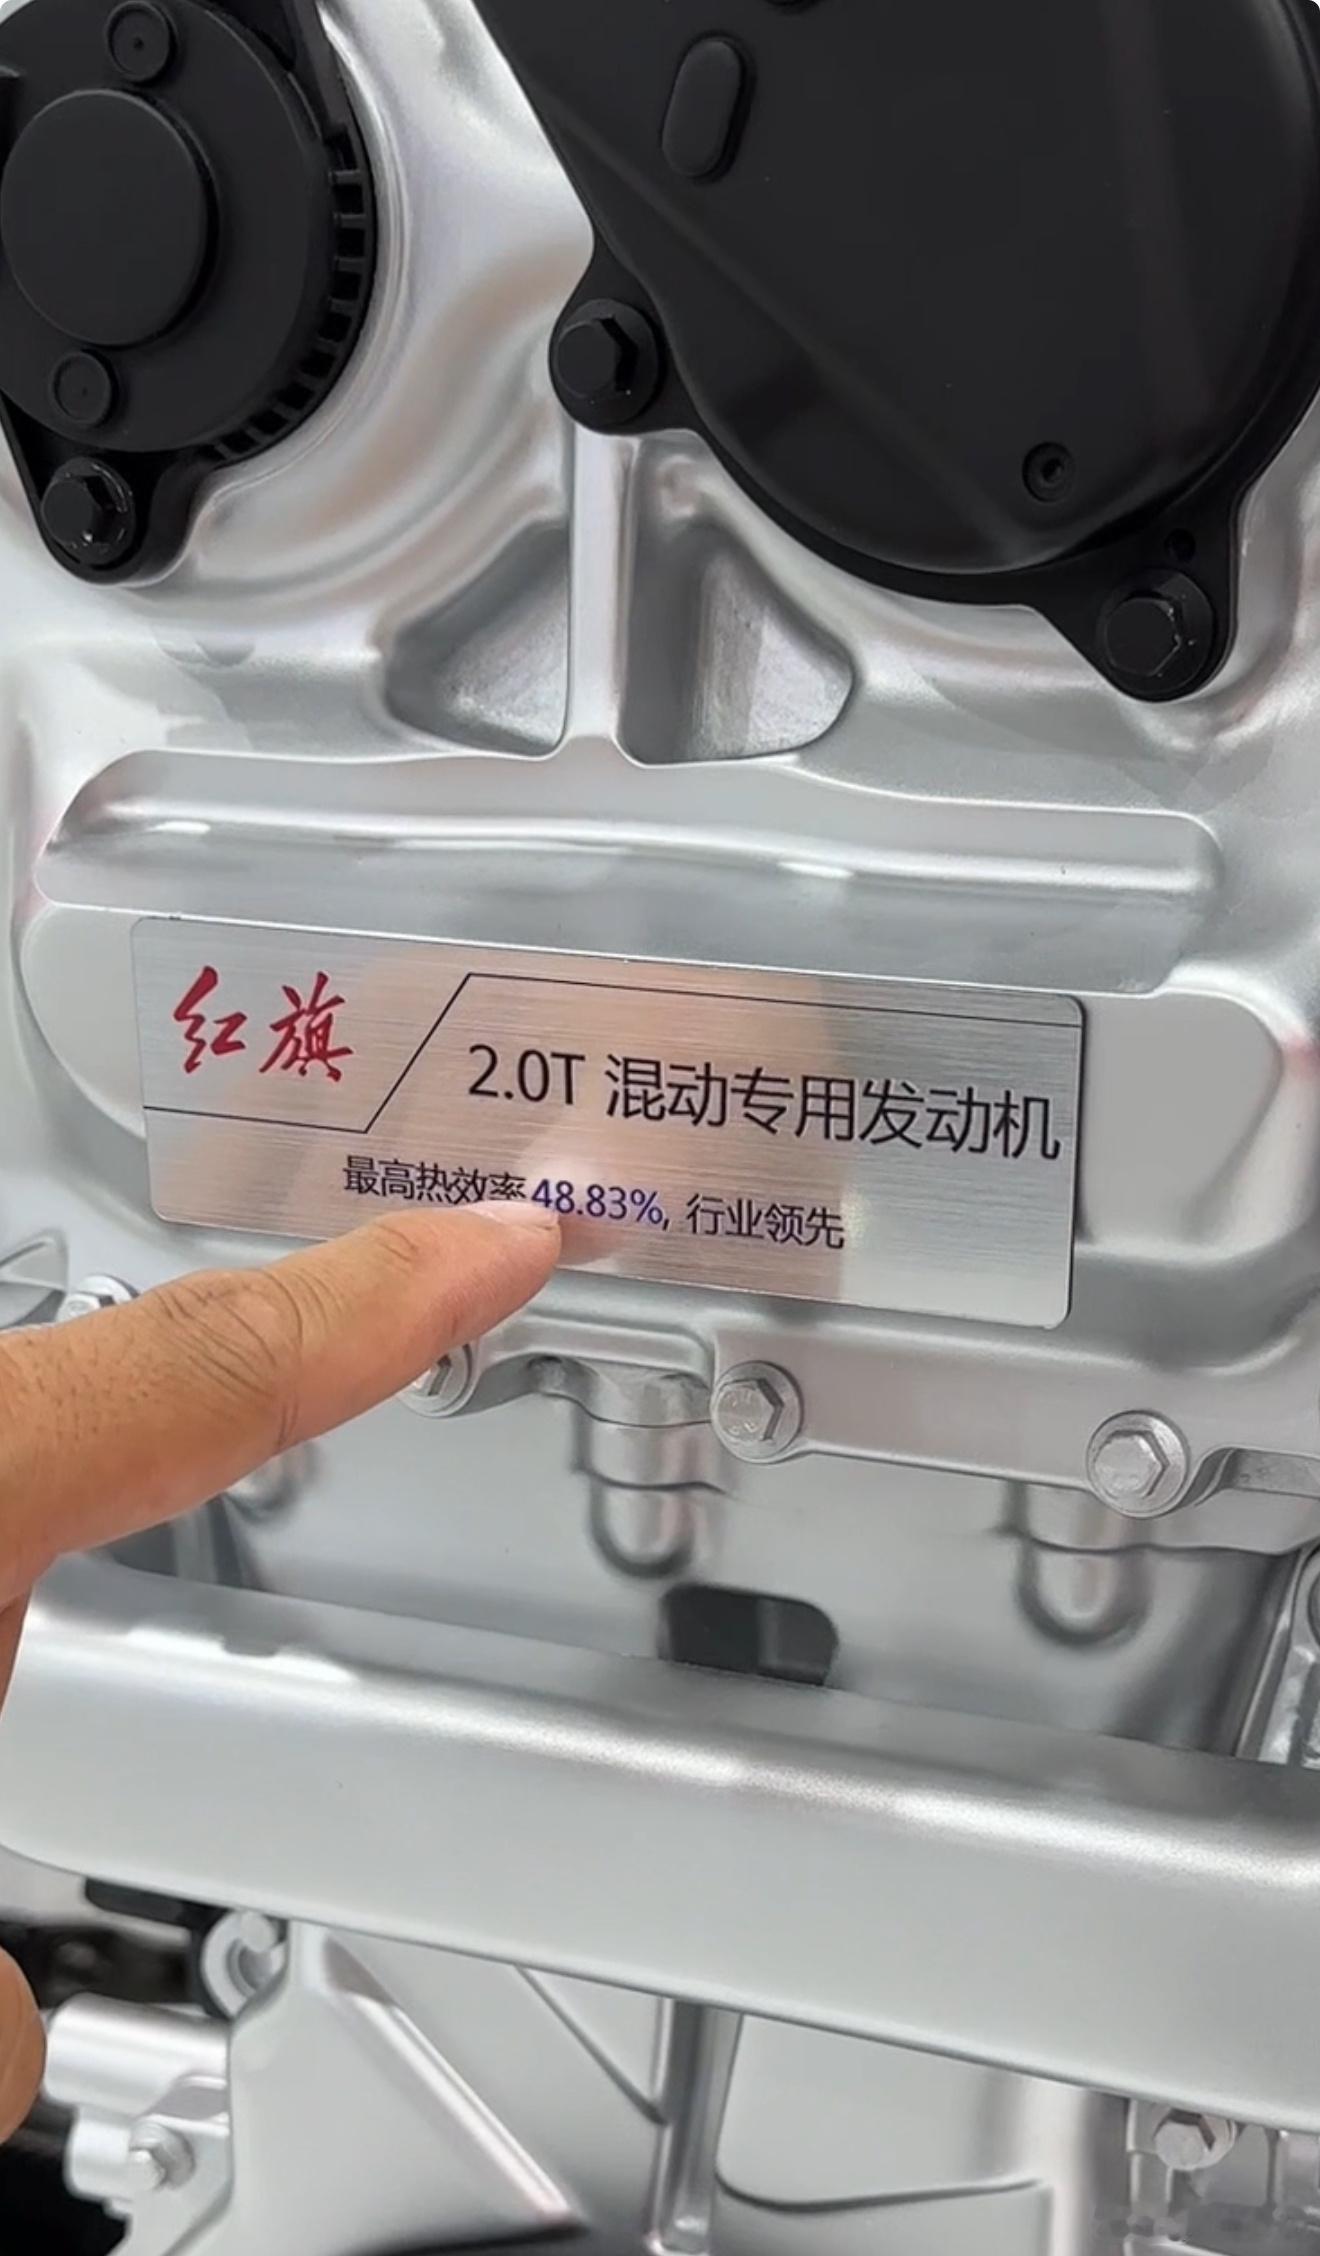 红旗
2.0T 混动专用发动机
最高热效率48.83%, 行业领先